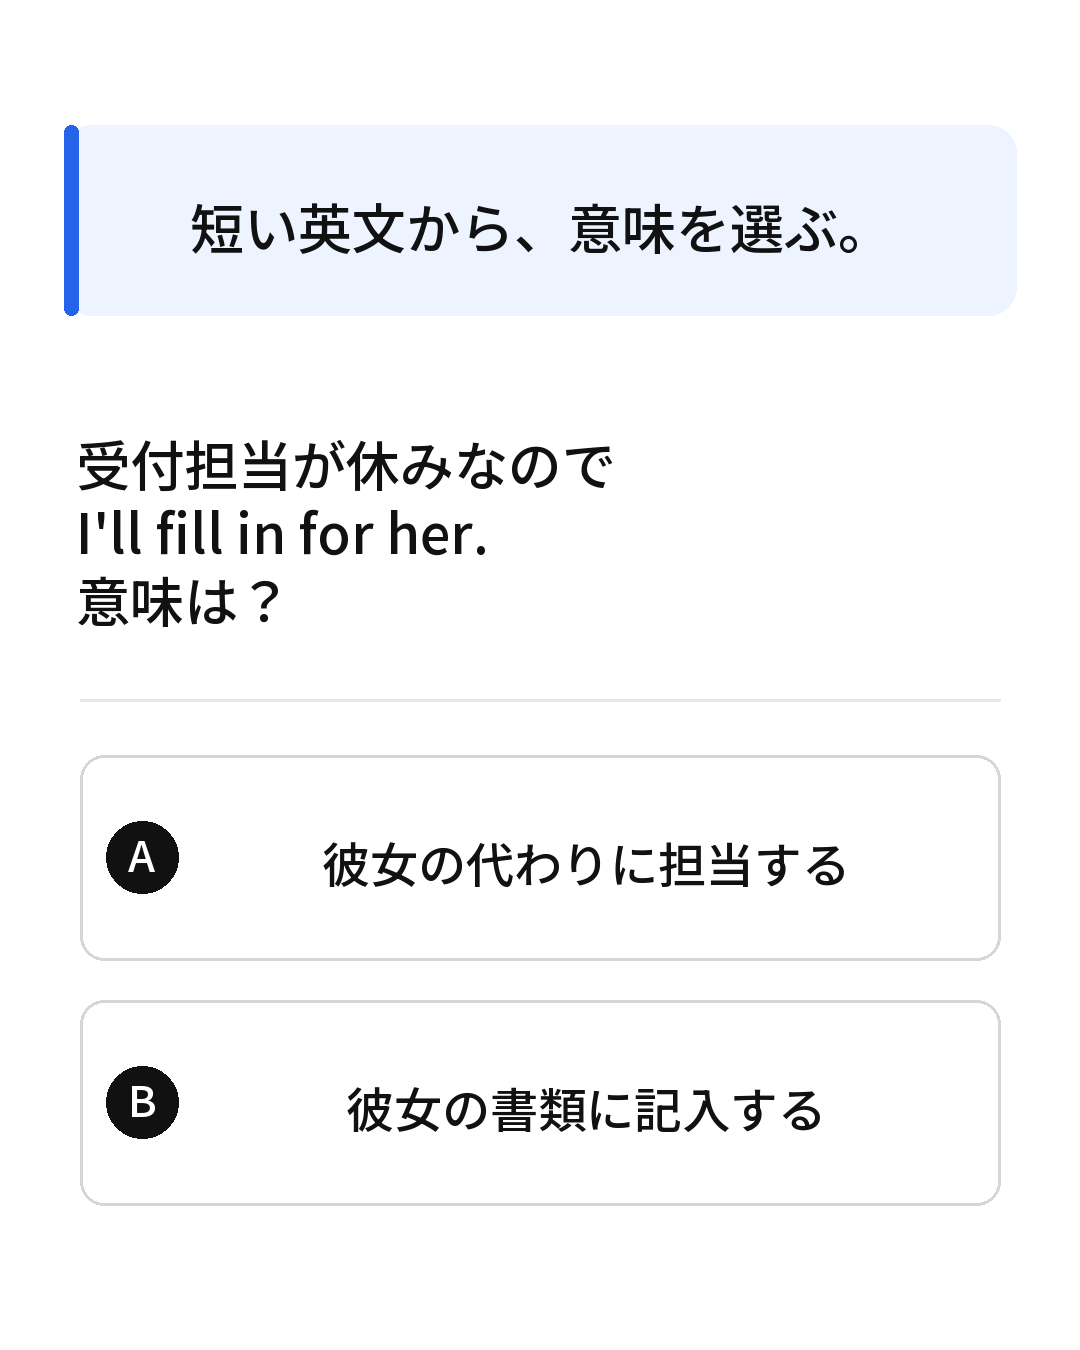 短い英文から、意味を選ぶ。
受付担当が休みなので
I'll fill in for her.
意味は？
A 彼女の代わりに担当する
B 彼女の書類に記入する